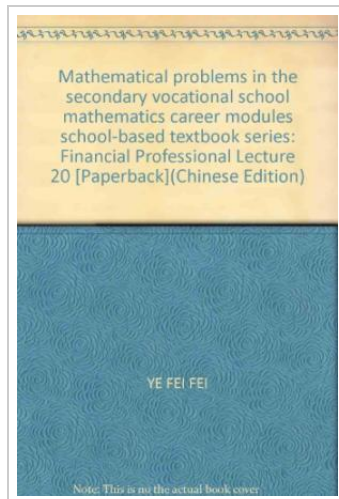 Mathematical problems in the
secondary vocational school
mathematics career modules
school-based textbook series:
Financial Professional Lecture
20 [Paperback](Chinese Edition)
YE FEI FEI
Note: This is no the actual book cover